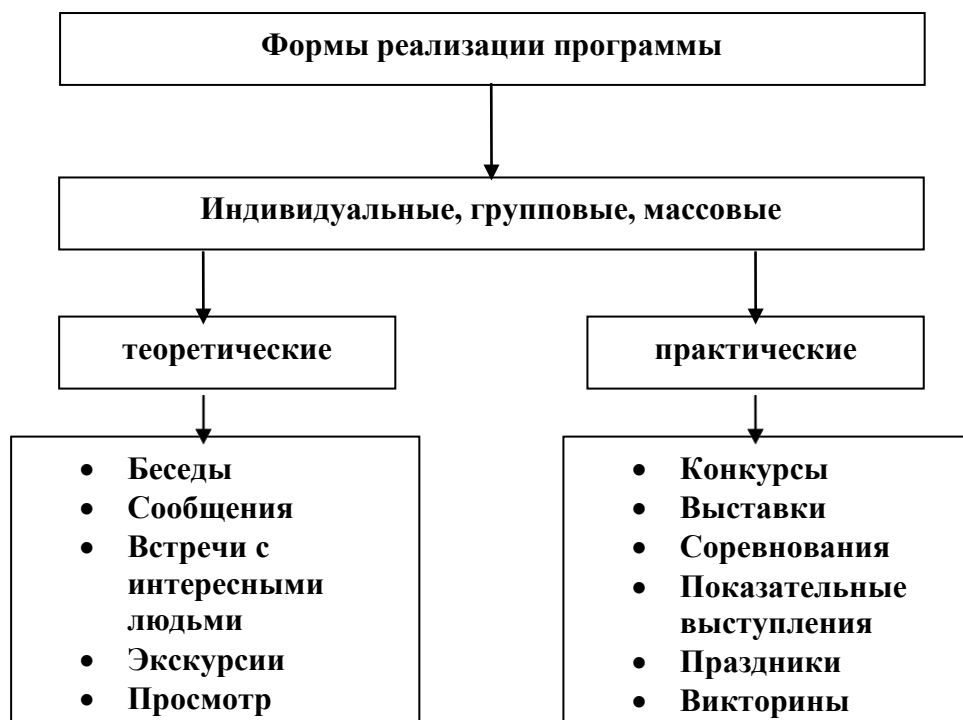 Формы реализации программы
Индивидуальные, групповые, массовые
теоретические
практические
• Беседы
• Сообщения
• Встречи с
интересными
людьми
• Экскурсии
• Просмотр
• Конкурсы
• Выставки
• Соревнования
• Показательные
выступления
• Праздники
• Викторины